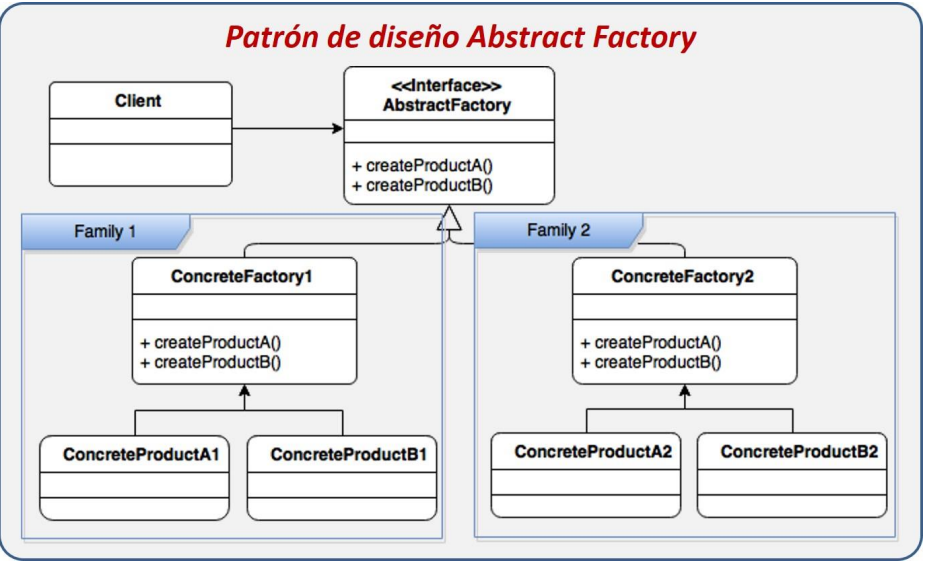 Patrón de diseño Abstract Factory
Client
<<Interface>>
AbstractFactory
+ createProductA()
+ createProductB()
Family 1
Family 2
ConcreteFactory1
+ createProductA()
+ createProductB()
ConcreteFactory2
+ createProductA()
+ createProductB()
ConcreteProductA1
ConcreteProductB1
ConcreteProductA2
ConcreteProductB2